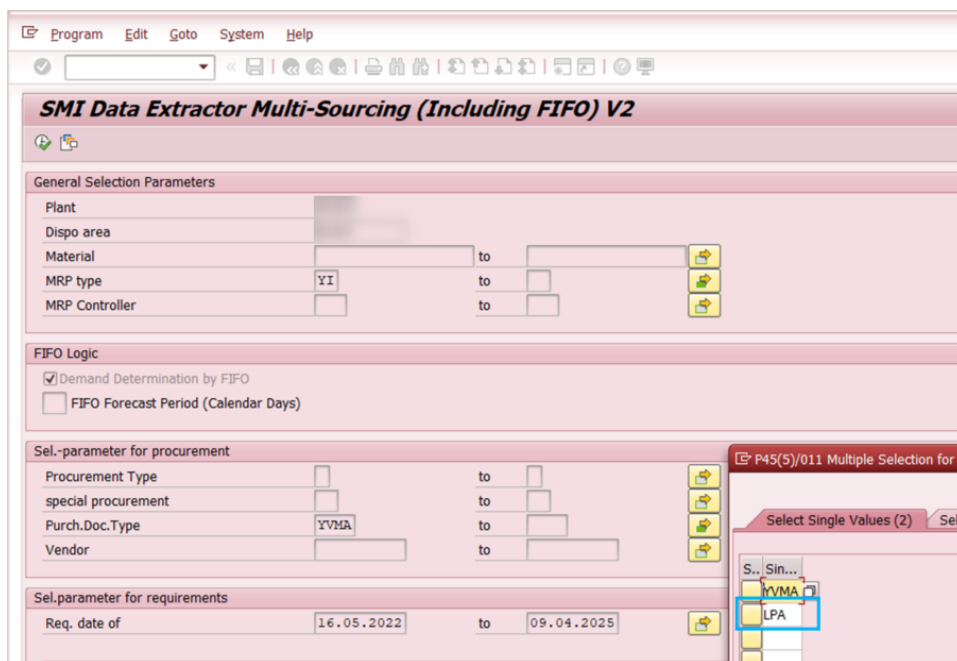 Program Edit Goto System Help
SMI Data Extractor Multi-Sourcing (Including FIFO) V2
General Selection Parameters
Plant
Dispo area
Material to
MRP type YI to
MRP Controller to
FIFO Logic
Demand Determination by FIFO
FIFO Forecast Period (Calendar Days)
Sel.-parameter for procurement
Procurement Type to
special procurement to
Purch.Doc.Type YVMA to
Vendor to
Sel.parameter for requirements
Req. date of 16.05.2022 to 09.04.2025
P45(5)/011 Multiple Selection for
Select Single Values (2) Sel
S.. Sin...
YVMA
LPA